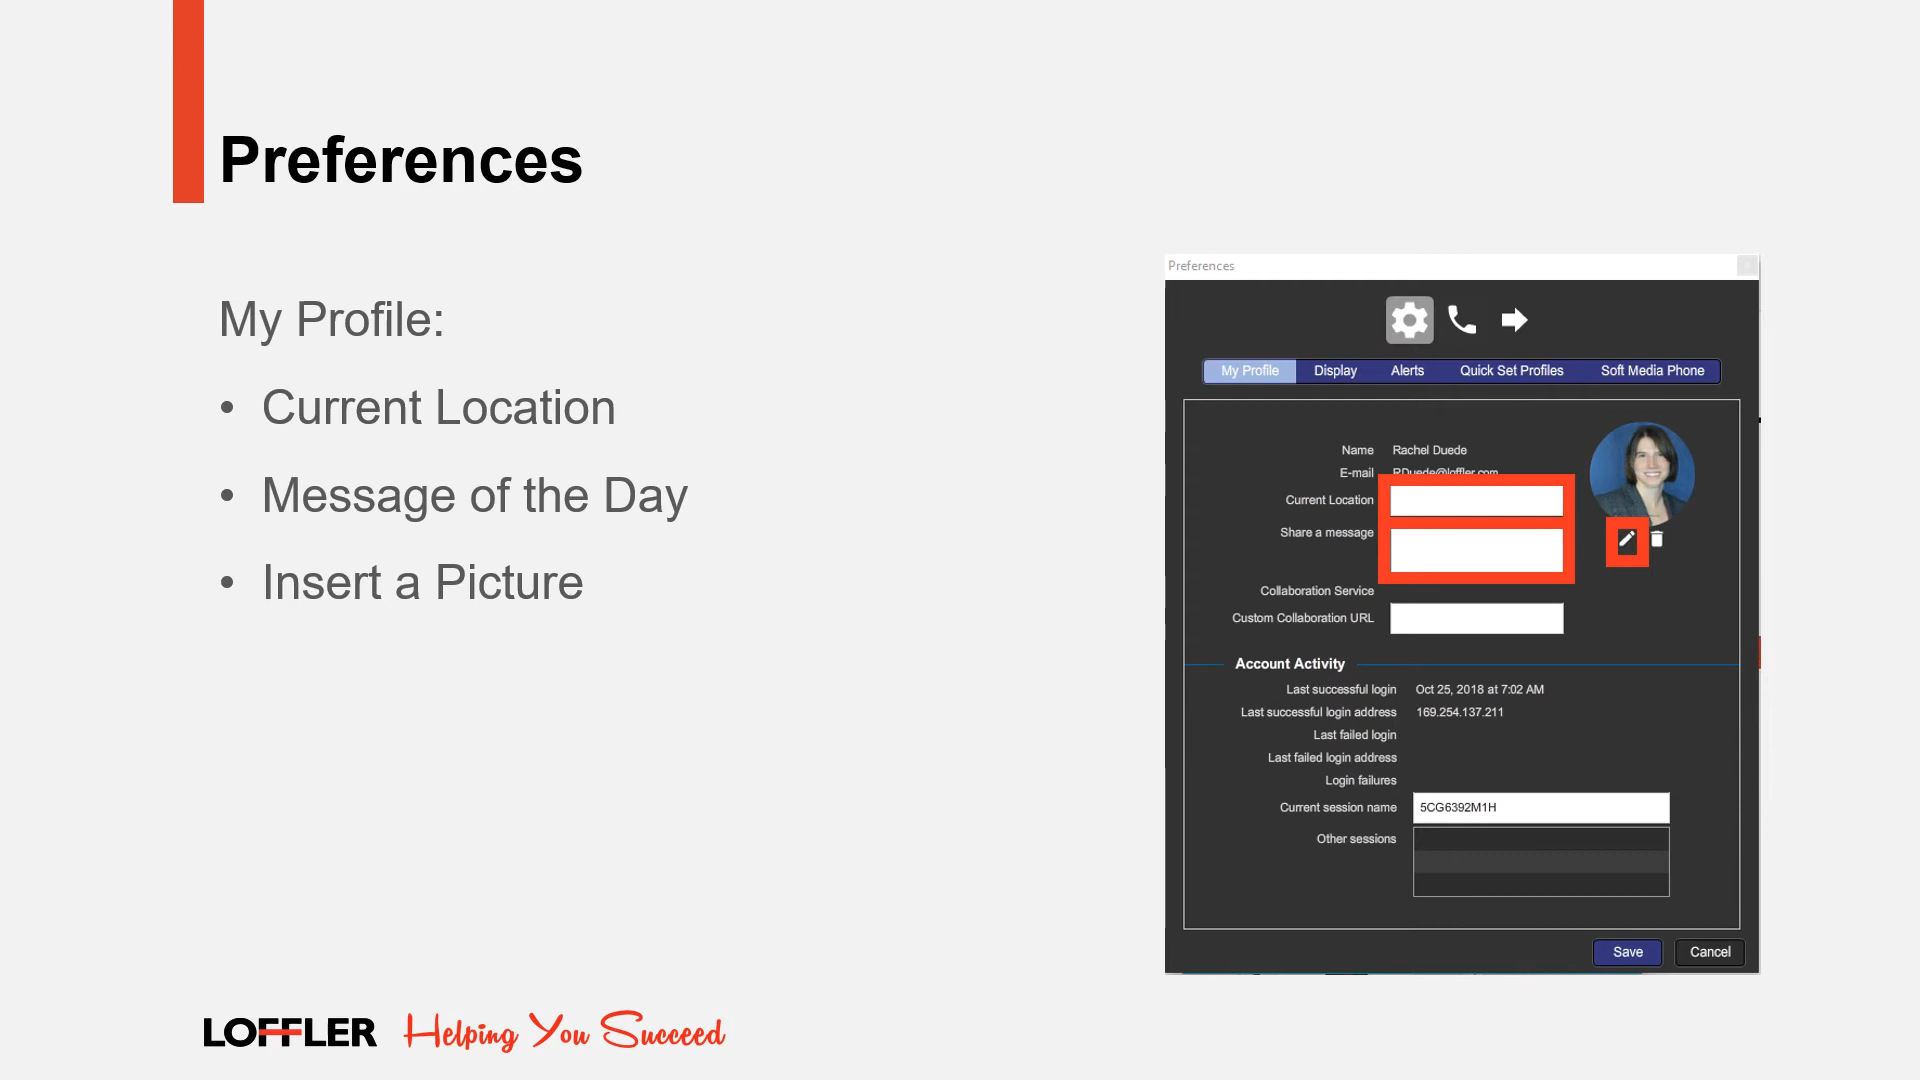 Preferences
My Profile:
• Current Location
• Message of the Day
• Insert a Picture
Preferences
My Profile Display Alerts Quick Set Profiles Soft Media Phone
Name Rachel Duede
E-mail RDuede@loffler.com
Current Location
Share a message
Collaboration Service
Custom Collaboration URL
Account Activity
Last successful login Oct 25, 2018 at 7:02 AM
Last successful login address 169.254.137.211
Last failed login
Last failed login address
Login failures
Current session name 5CG6392M1H
Other sessions
Save Cancel
LOFFLER Helping You Succeed